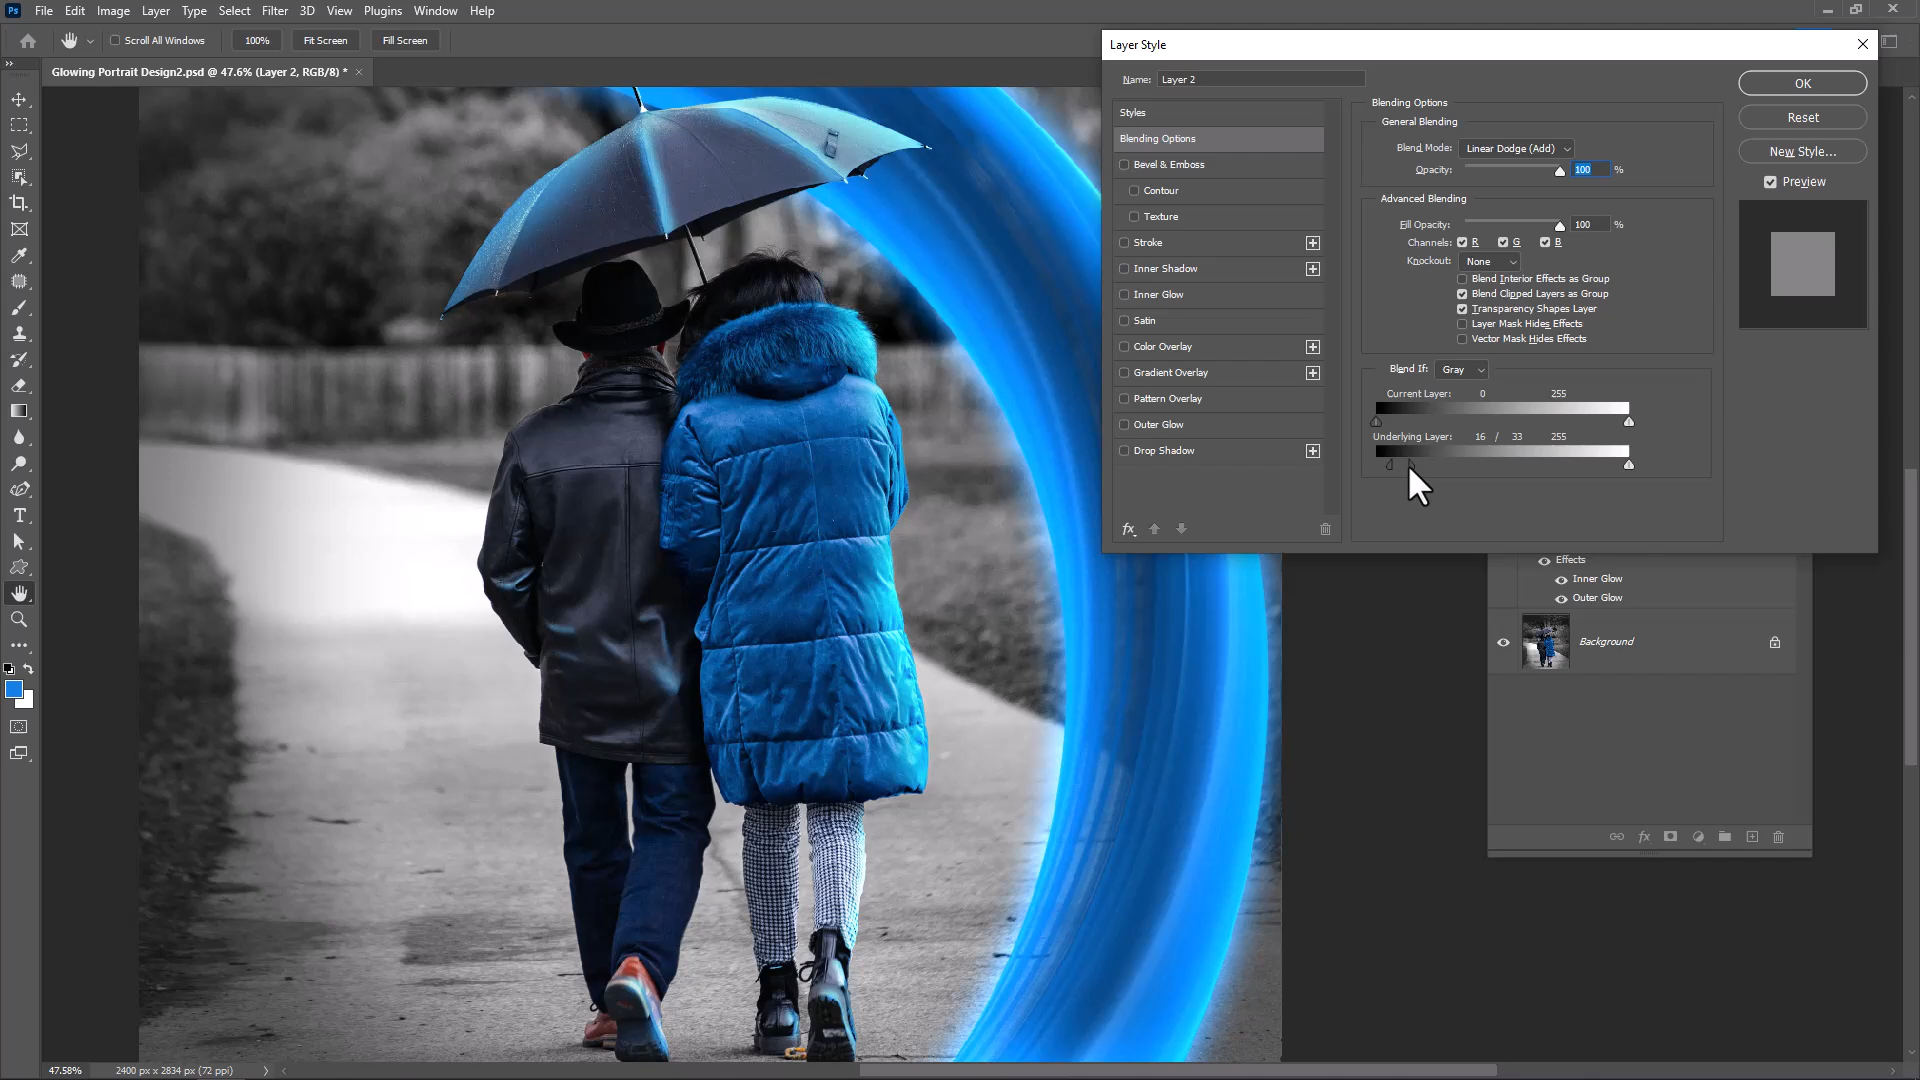 Ps File Edit Image Layer Type Select Filter 3D View Plugins Window Help
Scroll All Windows 100% Fit Screen Fill Screen
Glowing Portrait Design2.psd @ 47.6% (Layer 2, RGB/8) *
Layer Style
Name: Layer 2
Styles
Blending Options
Bevel & Emboss
Contour
Texture
Stroke
Inner Shadow
Inner Glow
Satin
Color Overlay
Gradient Overlay
Pattern Overlay
Outer Glow
Drop Shadow
fx
Blending Options
General Blending
Blend Mode: Linear Dodge (Add)
Opacity: 100 %
Advanced Blending
Fill Opacity: 100 %
Channels: R G B
Knockout: None
Blend Interior Effects as Group
Blend Clipped Layers as Group
Transparency Shapes Layer
Layer Mask Hides Effects
Vector Mask Hides Effects
Blend If: Gray
Current Layer: 0 255
Underlying Layer: 16 / 33 255
OK
Reset
New Style...
Preview
Effects
Inner Glow
Outer Glow
Background
fx
47.58% 2400 px x 2834 px (72 ppi)